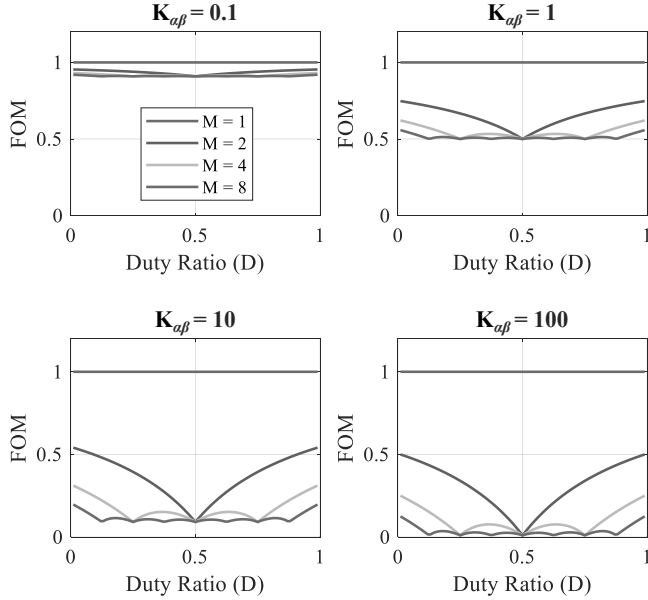 K_αβ = 0.1
FOM
1
0.5
0
M = 1
M = 2
M = 4
M = 8
0 0.5 1
Duty Ratio (D)
K_αβ = 1
FOM
1
0.5
0
0 0.5 1
Duty Ratio (D)
K_αβ = 10
FOM
1
0.5
0
0 0.5 1
Duty Ratio (D)
K_αβ = 100
FOM
1
0.5
0
0 0.5 1
Duty Ratio (D)